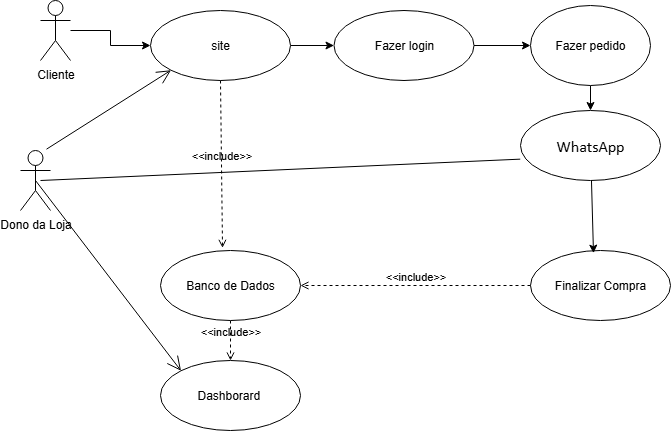 Cliente
site
Fazer login
Fazer pedido
<<include>>
WhatsApp
Dono da Loja
Banco de Dados
<<include>>
Finalizar Compra
<<include>>
Dashborard